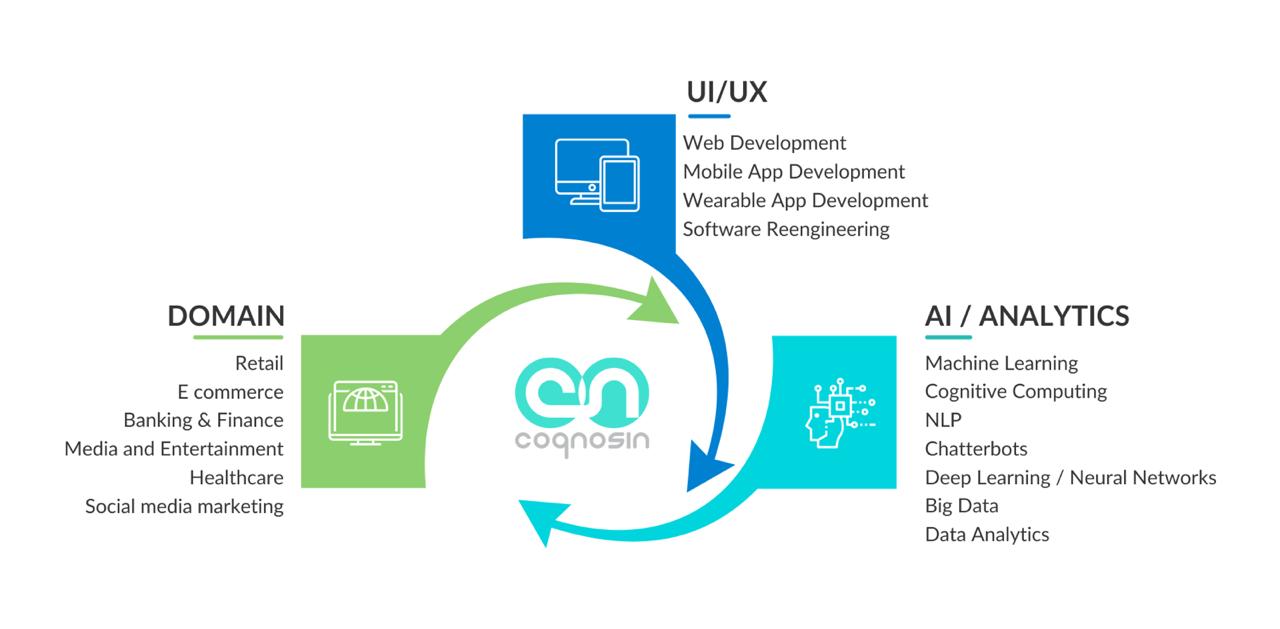 UI/UX
Web Development
Mobile App Development
Wearable App Development
Software Reengineering
DOMAIN
Retail
E commerce
Banking & Finance
Media and Entertainment
Healthcare
Social media marketing
coqnosin
AI / ANALYTICS
Machine Learning
Cognitive Computing
NLP
Chatterbots
Deep Learning / Neural Networks
Big Data
Data Analytics